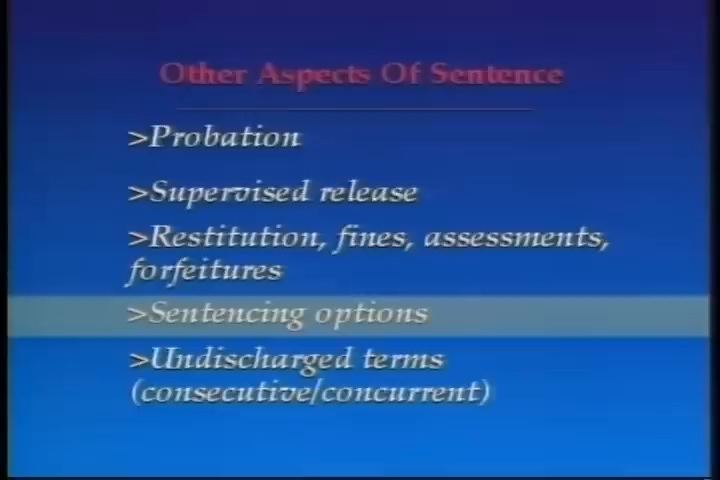 Other Aspects Of Sentence
>Probation
>Supervised release
>Restitution, fines, assessments,
forfeitures
>Sentencing options
>Undischarged terms
(consecutive/concurrent)